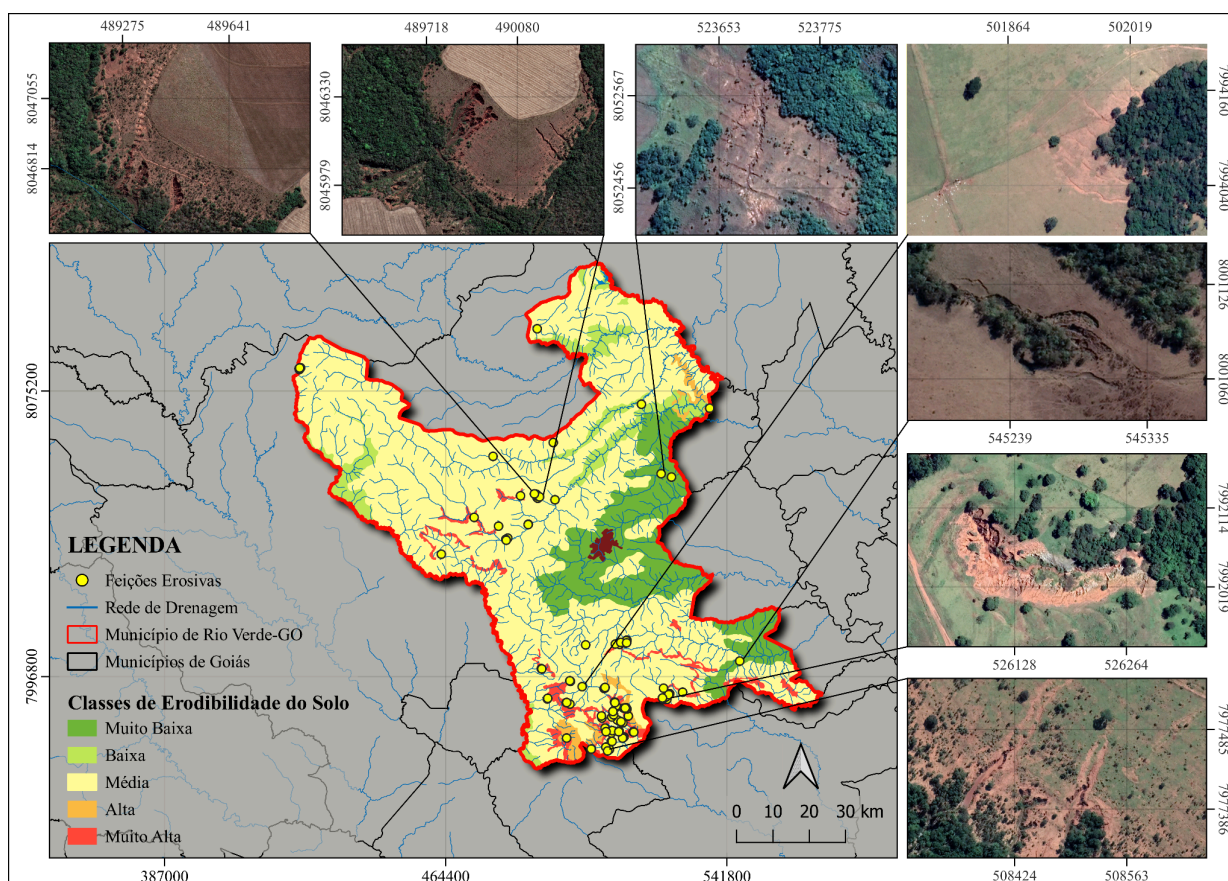 489275 489641
489718 490080
523653 523775
501864 502019
8047055
8046814
8046330
8045979
8052567
8052456
7994160
7994040
8001126
8001060
545239 545335
7992114
7992019
526128 526264
7977485
7977386
508424 508563
8075200
7996800
LEGENDA
Feições Erosivas
Rede de Drenagem
Município de Rio Verde-GO
Municípios de Goiás
Classes de Erodibilidade do Solo
Muito Baixa
Baixa
Média
Alta
Muito Alta
0 10 20 30 km
387000 464400 541800